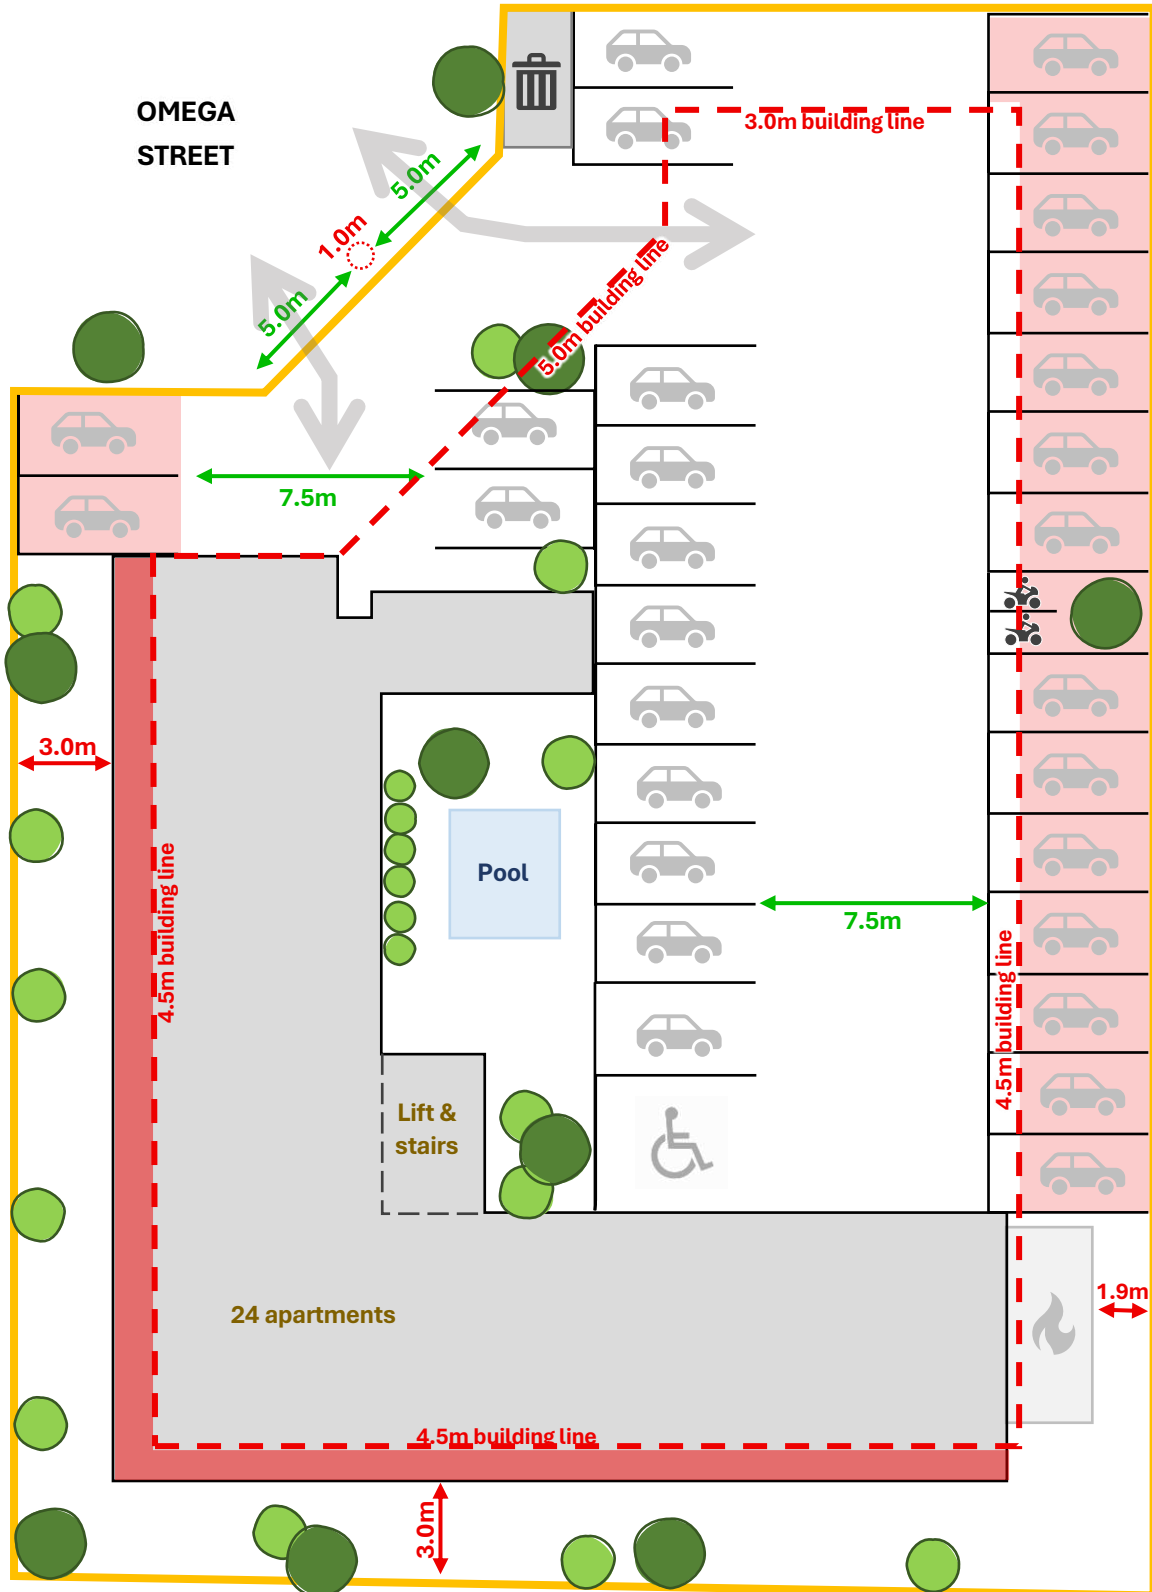 OMEGA
STREET
3.0m building line
5.0m
1.0m
5.0m
5.0m building line
7.5m
3.0m
4.5m building line
Pool
7.5m
4.5m building line
Lift &
stairs
24 apartments
1.9m
4.5m building line
3.0m